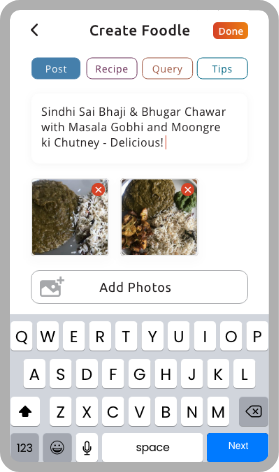 Create Foodle
Done
Post
Recipe
Query
Tips
Sindhi Sai Bhaji & Bhugar Chawar
with Masala Gobhi and Moongre
ki Chutney - Delicious!
Add Photos
Q W E R T Y U I O P
A S D F G H J K L
Z X C V B N M
123
space
Next